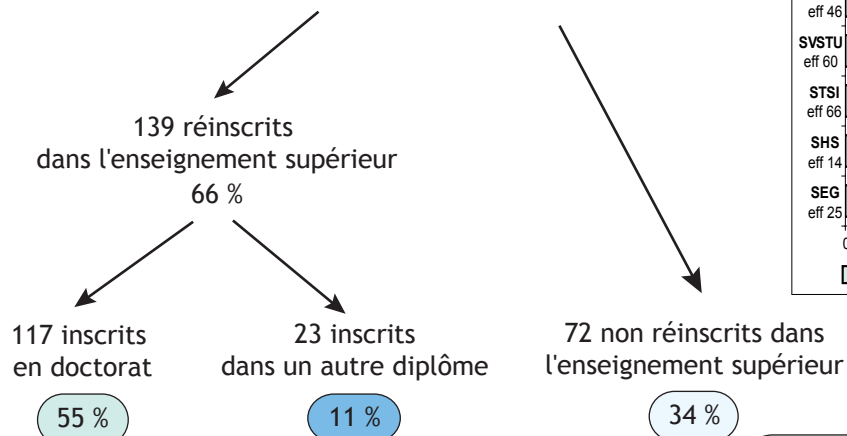 139 réinscrits
dans l'enseignement supérieur
66 %
117 inscrits
en doctorat
55 %
23 inscrits
dans un autre diplôme
11 %
72 non réinscrits dans
l'enseignement supérieur
34 %
eff 46
SVSTU
eff 60
STSI
eff 66
SHS
eff 14
SEG
eff 25